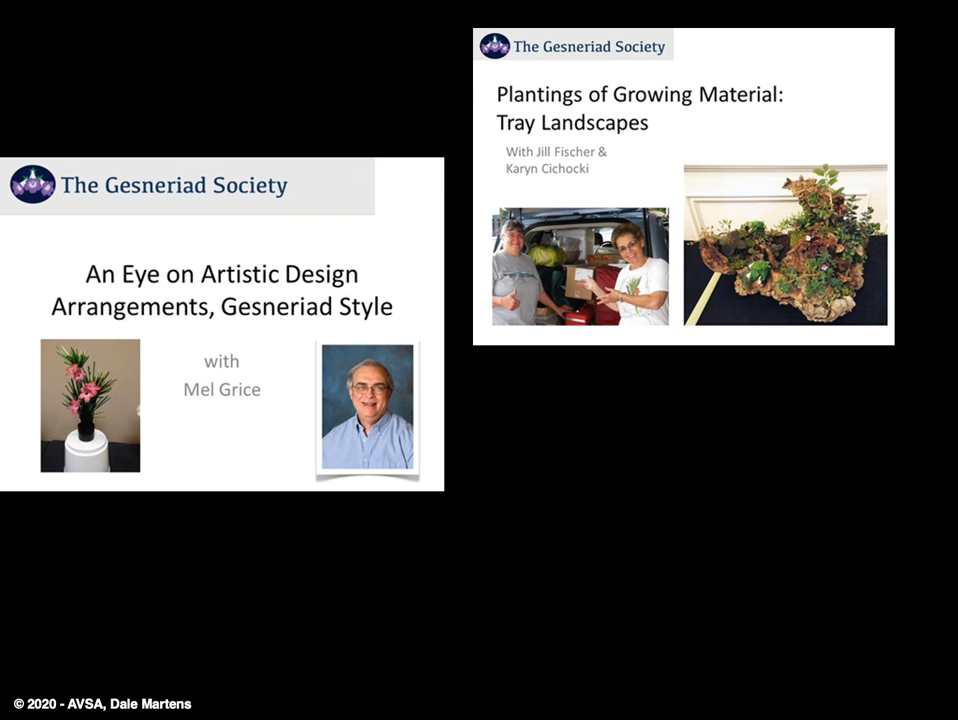 The Gesneriad Society
An Eye on Artistic Design
Arrangements, Gesneriad Style
with
Mel Grice
The Gesneriad Society
Plantings of Growing Material:
Tray Landscapes
With Jill Fischer &
Karyn Cichocki
© 2020 - AVSA, Dale Martens